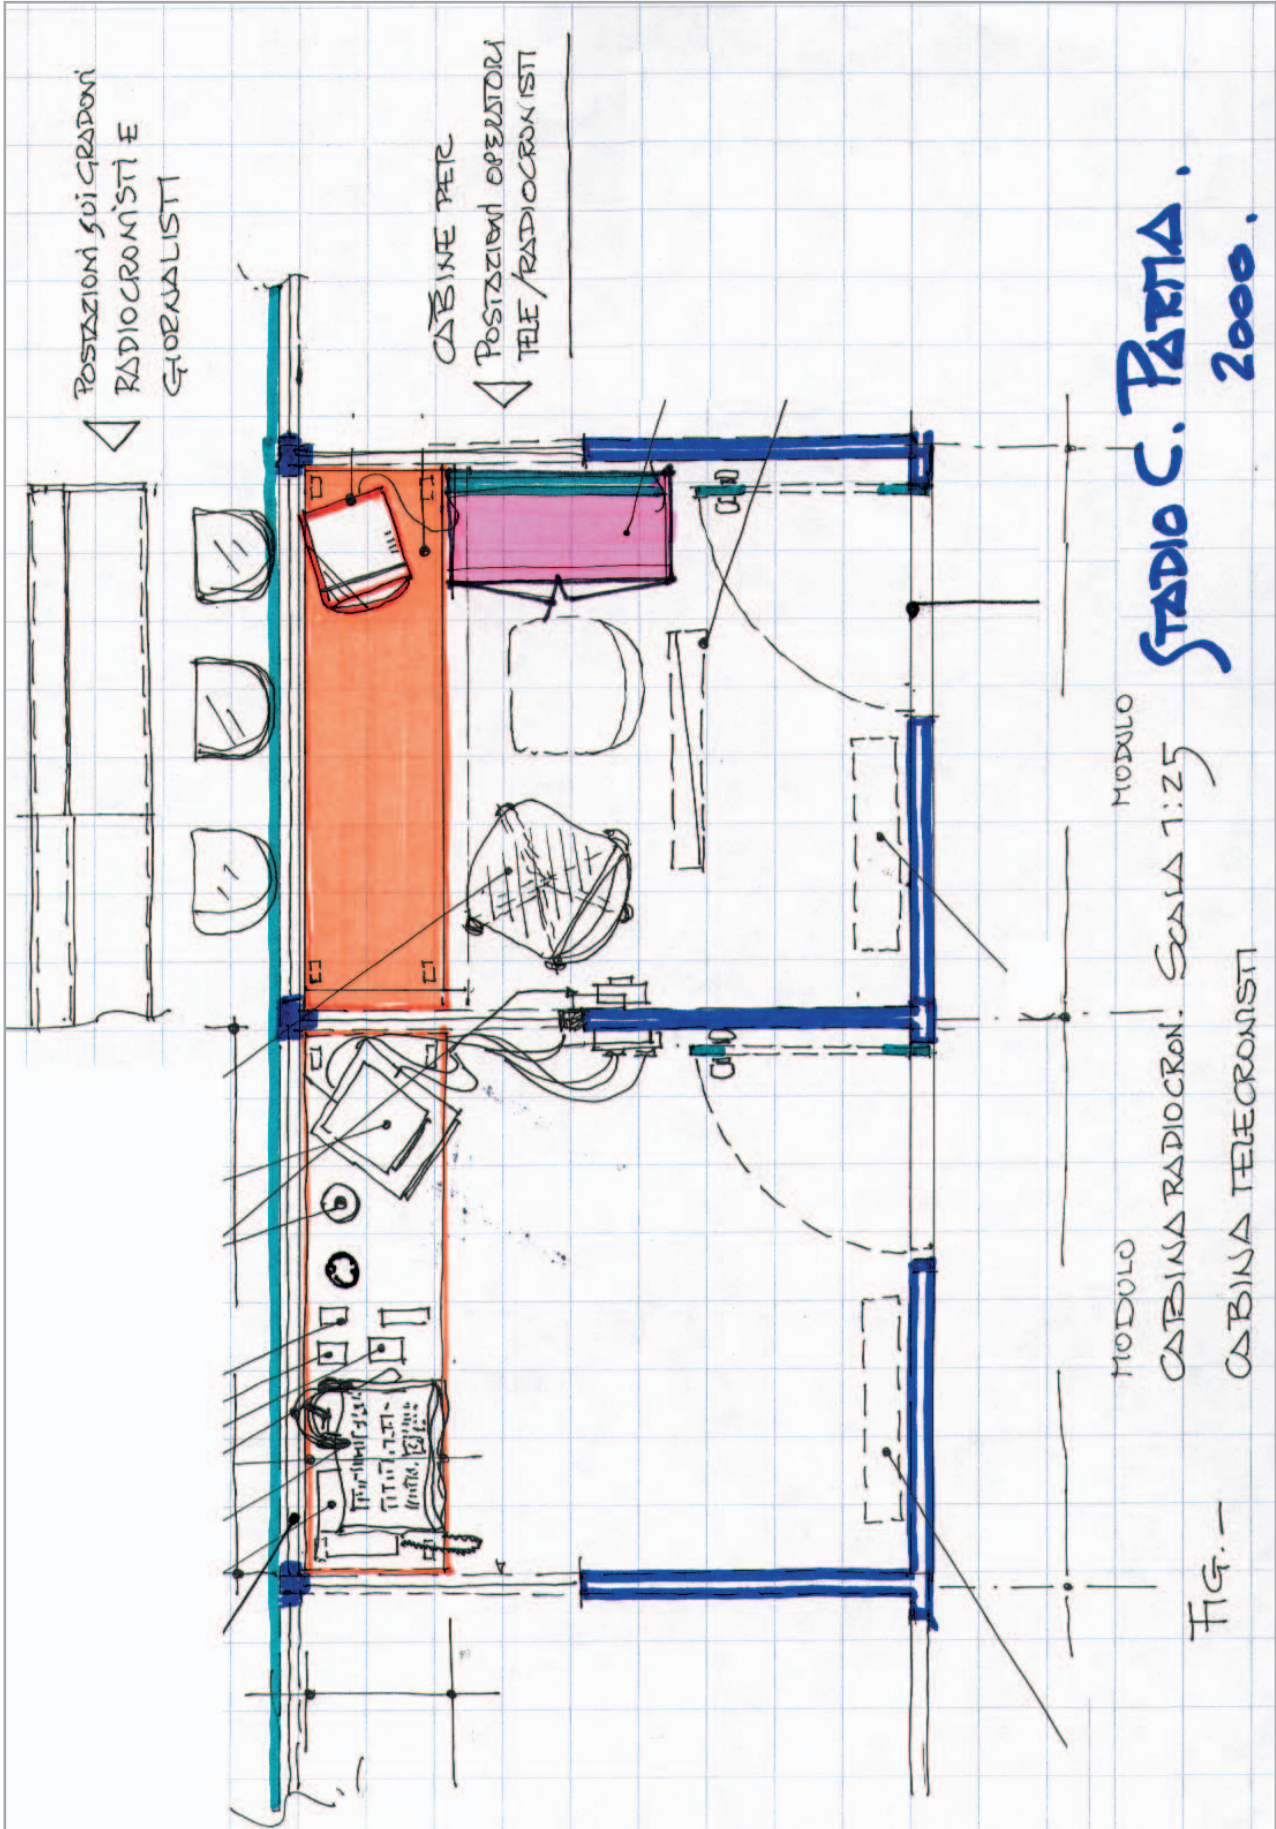 POSTAZIONI SUI GRADONI
RADIOCRONISTI E
GIORNALISTI
CABINE PER
POSTAZIONI OPERATORI
TELE/RADIOCRONISTI
STADIO C. PARMA.
2000.
MODULO
MODULO
CABINA RADIOCRON. SCALA 1:25
CABINA TELECRONISTI
FIG. -